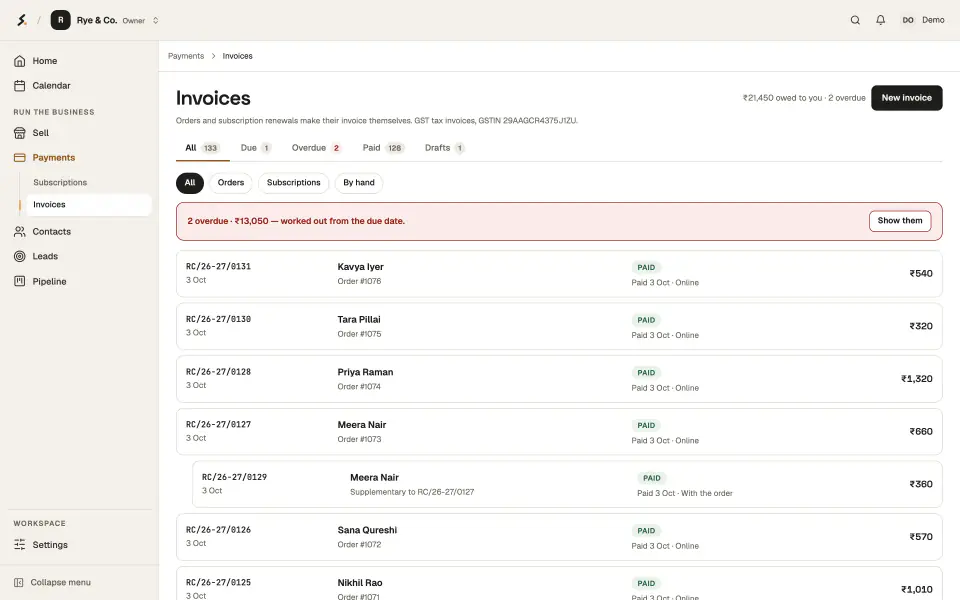 / R Rye & Co. Owner
DO Demo
Home
Calendar
RUN THE BUSINESS
Sell
Payments
Subscriptions
Invoices
Contacts
Leads
Pipeline
WORKSPACE
Settings
Collapse menu
Payments > Invoices
Invoices
₹21,450 owed to you · 2 overdue
New invoice
Orders and subscription renewals make their invoice themselves. GST tax invoices, GSTIN 29AAGCR4375J1ZU.
All 133 Due 1 Overdue 2 Paid 128 Drafts 1
All Orders Subscriptions By hand
2 overdue · ₹13,050 — worked out from the due date. Show them
RC/26-27/0131 Kavya Iyer PAID ₹540
3 Oct Order #1076 Paid 3 Oct · Online
RC/26-27/0130 Tara Pillai PAID ₹320
3 Oct Order #1075 Paid 3 Oct · Online
RC/26-27/0128 Priya Raman PAID ₹1,320
3 Oct Order #1074 Paid 3 Oct · Online
RC/26-27/0127 Meera Nair PAID ₹660
3 Oct Order #1073 Paid 3 Oct · Online
RC/26-27/0129 Meera Nair PAID ₹360
3 Oct Supplementary to RC/26-27/0127 Paid 3 Oct · With the order
RC/26-27/0126 Sana Qureshi PAID ₹570
3 Oct Order #1072 Paid 3 Oct · Online
RC/26-27/0125 Nikhil Rao PAID ₹1,010
3 Oct Order #1071 Paid 3 Oct · Online